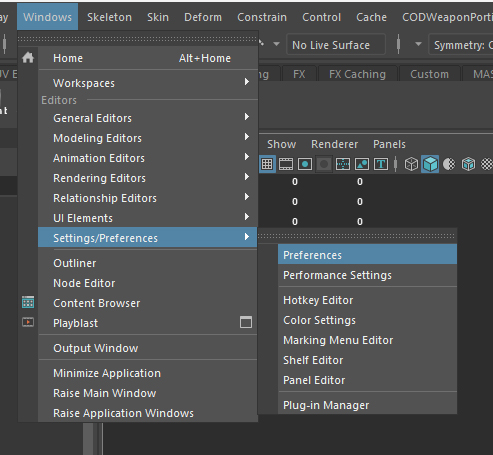 Windows Skeleton Skin Deform Constrain Control Cache CODWeaponPorti
No Live Surface Symmetry: O
UV E ng FX FX Caching Custom MAS
Home Alt+Home
Workspaces
Editors
General Editors
Modeling Editors
Show Renderer Panels
Animation Editors
Rendering Editors
0 0
Relationship Editors
0 0
UI Elements
0 0
Settings/Preferences
Preferences
Outliner
Performance Settings
Node Editor
Hotkey Editor
Content Browser
Color Settings
Playblast
Marking Menu Editor
Output Window
Shelf Editor
Minimize Application
Panel Editor
Raise Main Window
Plug-in Manager
Raise Application Windows